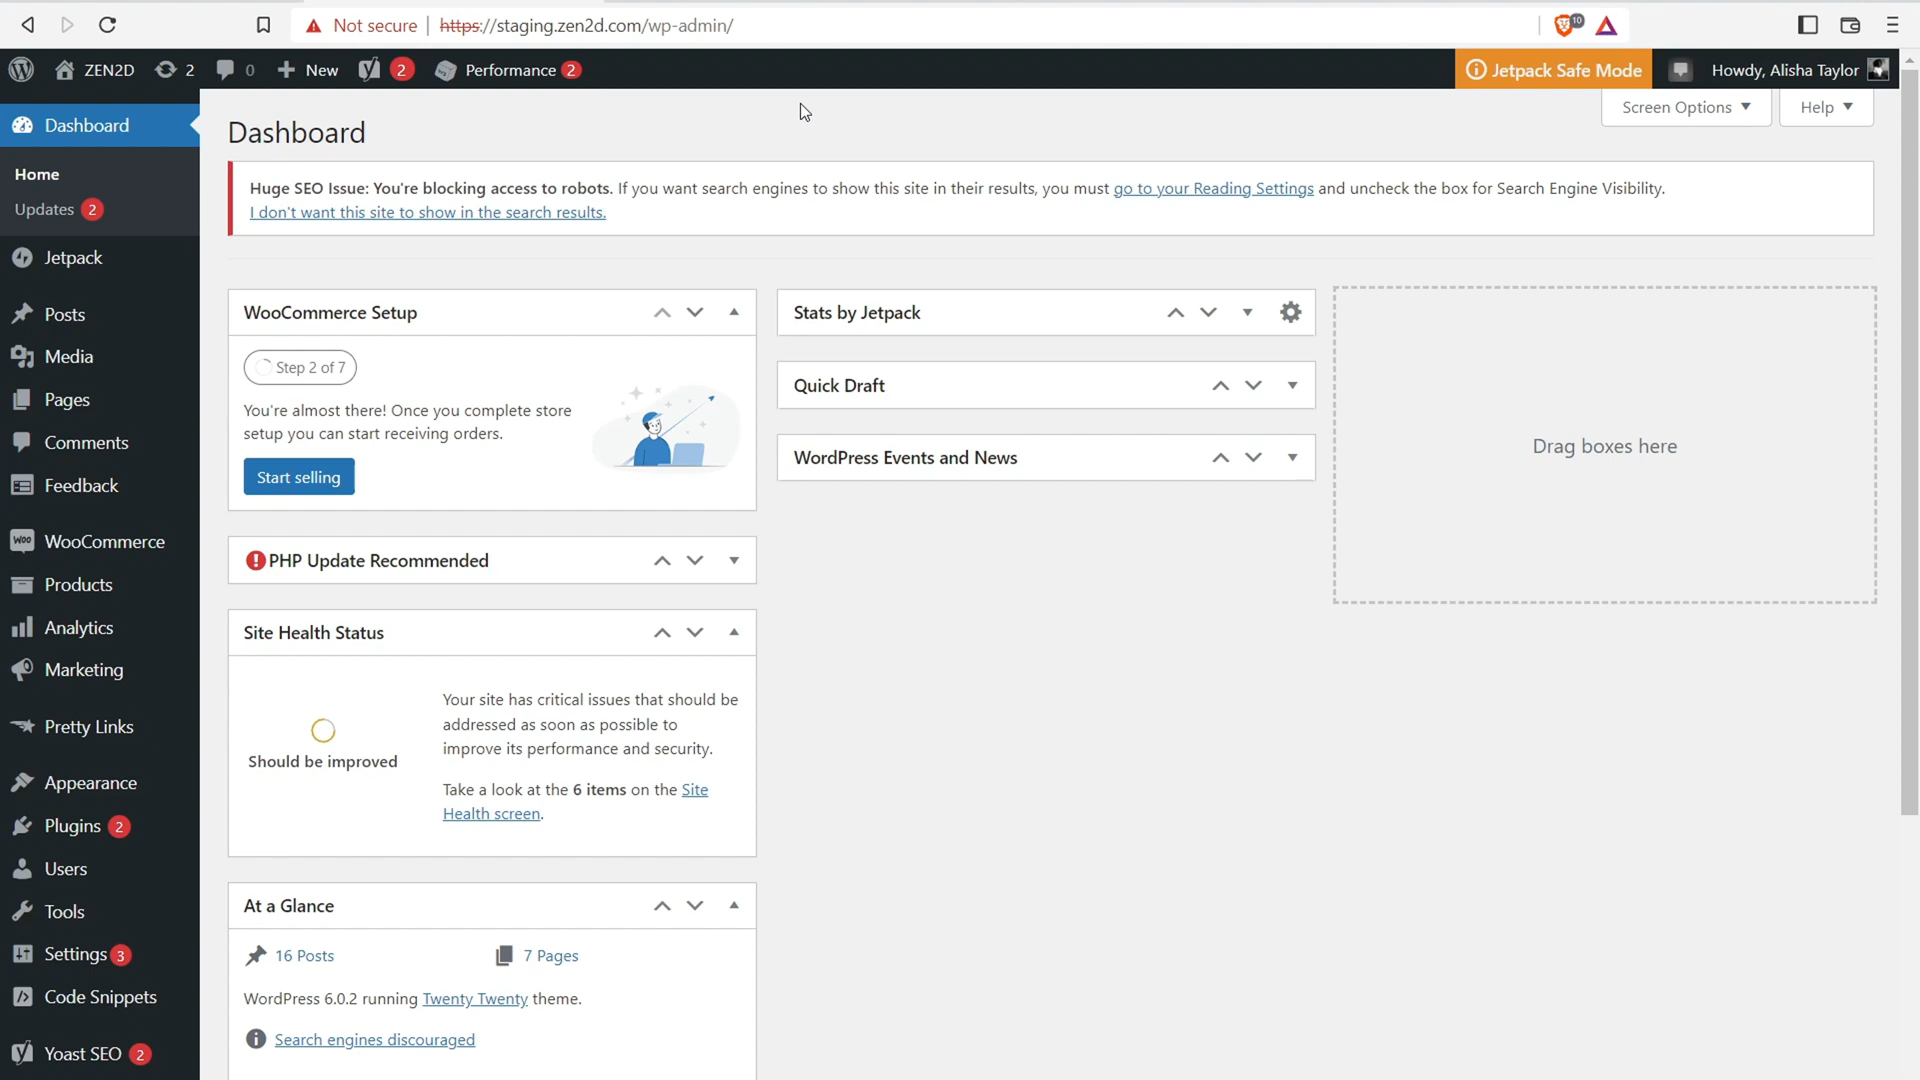 Not secure https://staging.zen2d.com/wp-admin/ 10
ZEN2D 2 0 New 2 Performance 2 Jetpack Safe Mode Howdy, Alisha Taylor
Dashboard
Home
Updates 2
Jetpack
Posts
Media
Pages
Comments
Feedback
WooCommerce
Products
Analytics
Marketing
Pretty Links
Appearance
Plugins 2
Users
Tools
Settings 3
Code Snippets
Yoast SEO 2
Screen Options Help
Dashboard
Huge SEO Issue: You're blocking access to robots. If you want search engines to show this site in their results, you must go to your Reading Settings and uncheck the box for Search Engine Visibility.
I don't want this site to show in the search results.
WooCommerce Setup
Step 2 of 7
You're almost there! Once you complete store
setup you can start receiving orders.
Start selling
PHP Update Recommended
Site Health Status
Should be improved
Your site has critical issues that should be
addressed as soon as possible to
improve its performance and security.
Take a look at the 6 items on the Site
Health screen.
At a Glance
16 Posts 7 Pages
WordPress 6.0.2 running Twenty Twenty theme.
Search engines discouraged
Stats by Jetpack
Quick Draft
WordPress Events and News
Drag boxes here